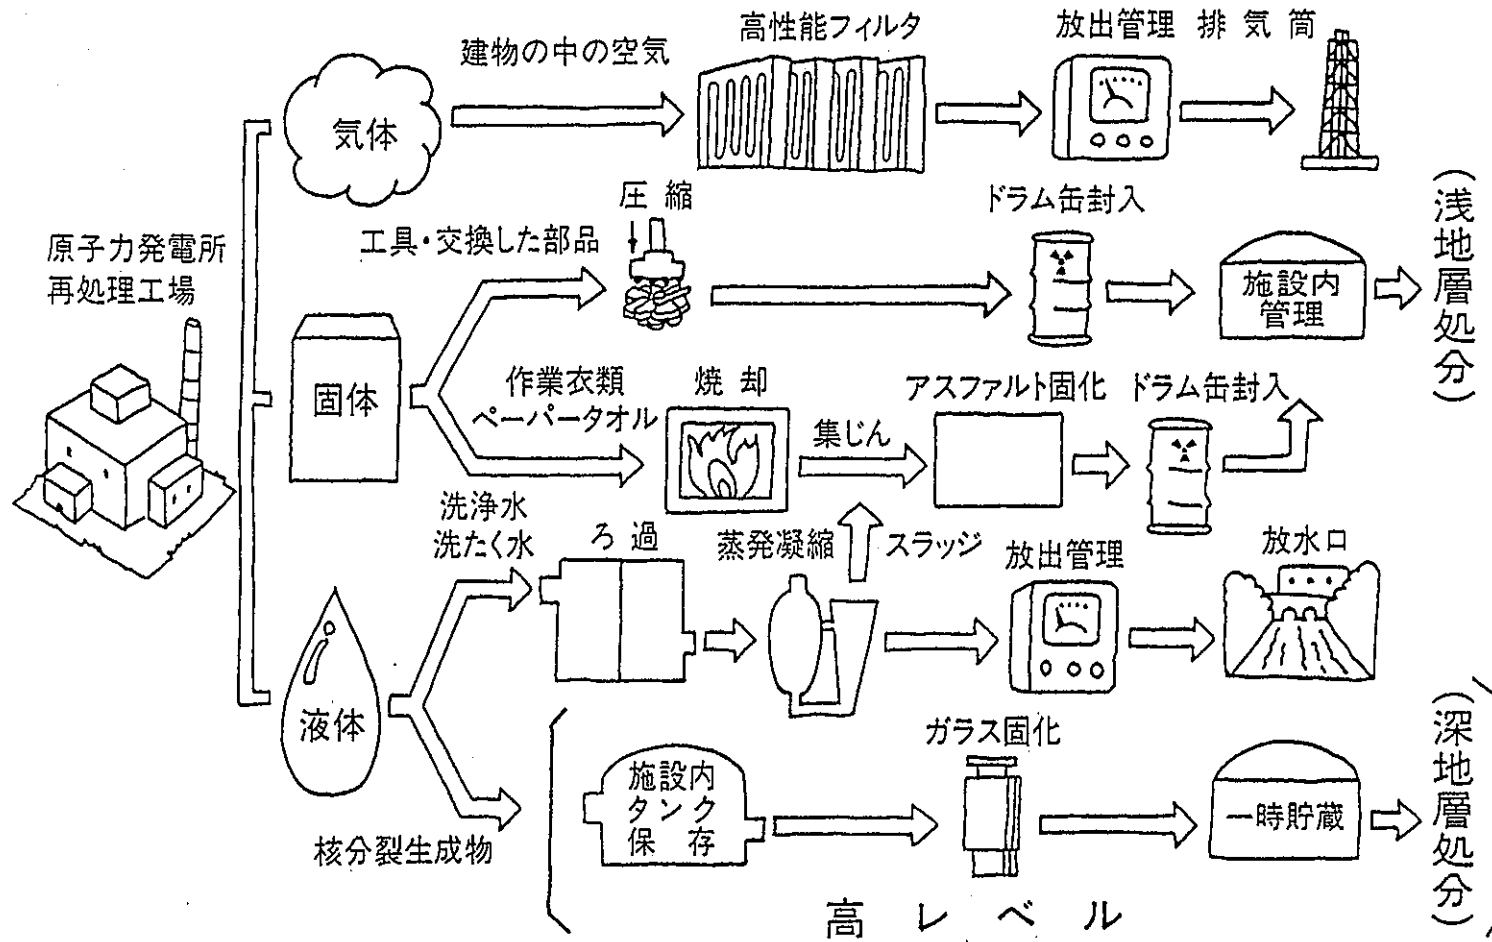 原子力発電所
再処理工場
気体
建物の中の空気
高性能フィルタ
放出管理
排気筒
固体
工具・交換した部品
圧縮
ドラム缶封入
施設内
管理
(浅地層処分)
作業衣類
ペーパータオル
焼却
集じん
アスファルト固化
ドラム缶封入
液体
洗浄水
洗たく水
ろ過
蒸発凝縮
スラッジ
放出管理
放水口
核分裂生成物
施設内
タンク
保存
ガラス固化
一時貯蔵
(深地層処分)
高レベル